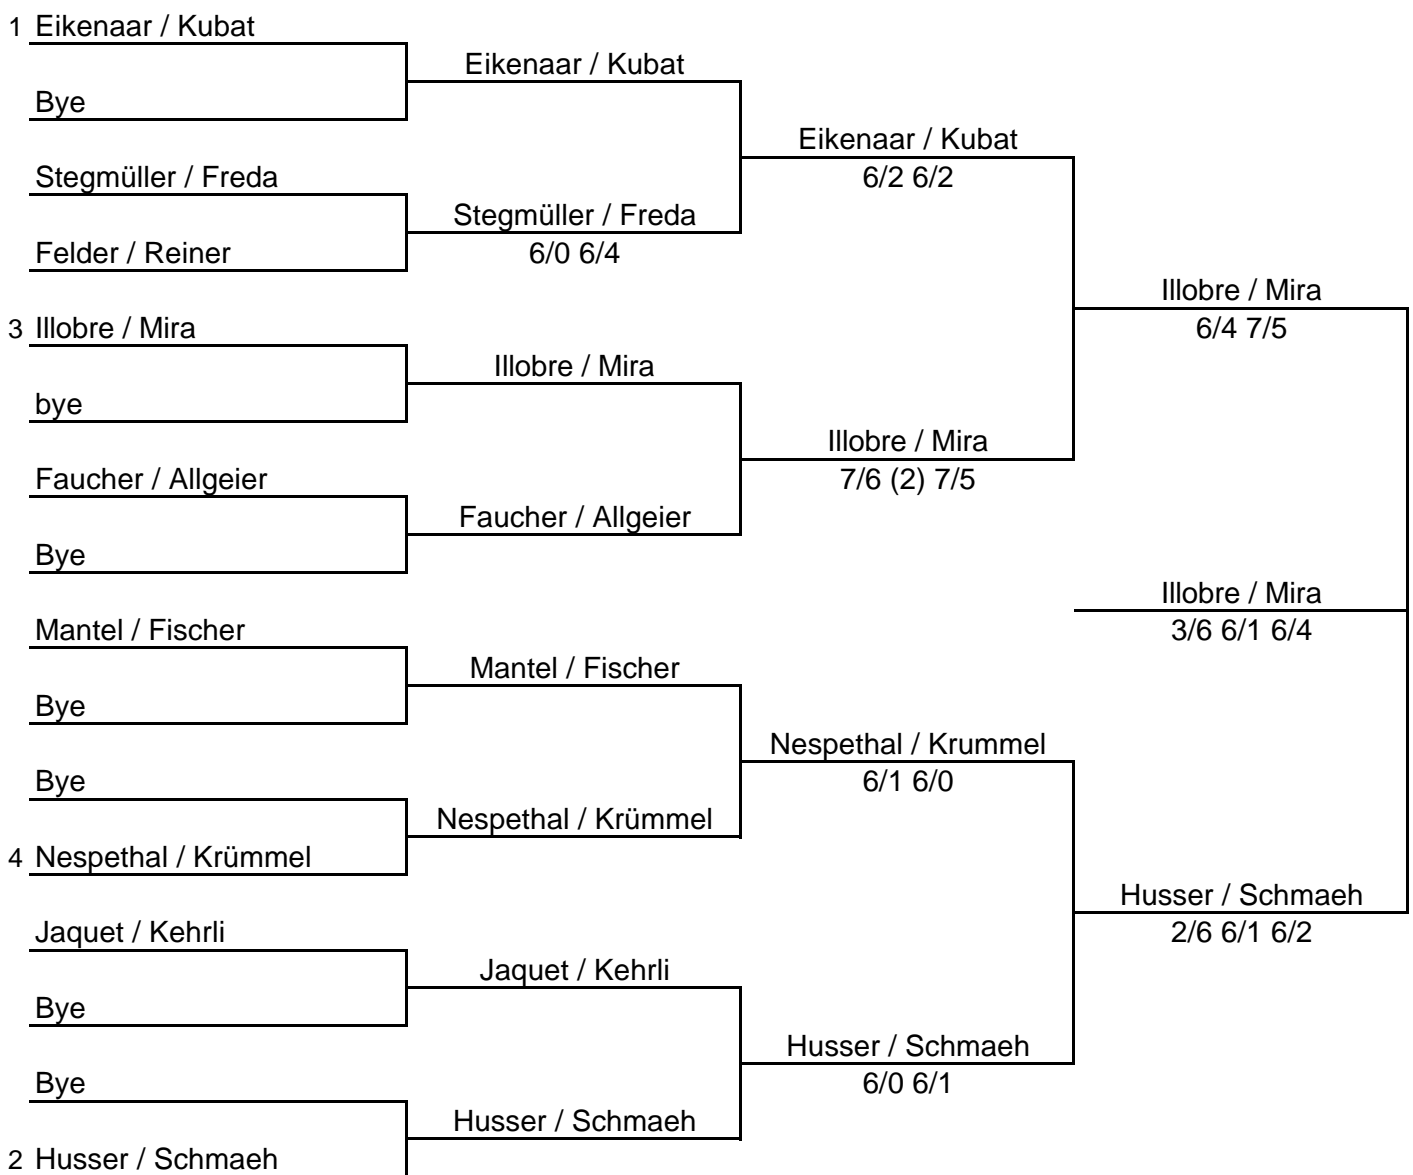 1 Eikenaar / Kubat
Eikenaar / Kubat
Bye
Eikenaar / Kubat
6/2 6/2
Stegmüller / Freda
Stegmüller / Freda
6/0 6/4
Felder / Reiner
Illobre / Mira
6/4 7/5
3 Illobre / Mira
Illobre / Mira
bye
Illobre / Mira
7/6 (2) 7/5
Faucher / Allgeier
Faucher / Allgeier
Bye
Illobre / Mira
3/6 6/1 6/4
Mantel / Fischer
Mantel / Fischer
Bye
Nespethal / Krummel
6/1 6/0
Bye
Nespethal / Krümmel
4 Nespethal / Krümmel
Husser / Schmaeh
2/6 6/1 6/2
Jaquet / Kehrli
Jaquet / Kehrli
Bye
Husser / Schmaeh
6/0 6/1
Bye
Husser / Schmaeh
2 Husser / Schmaeh